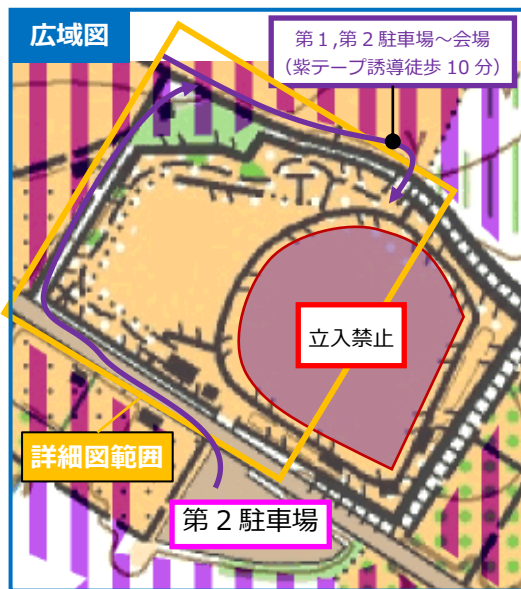 広域図
第１,第２駐車場～会場
（紫テープ誘導徒歩 10 分）
立入禁止
詳細図範囲
第２駐車場